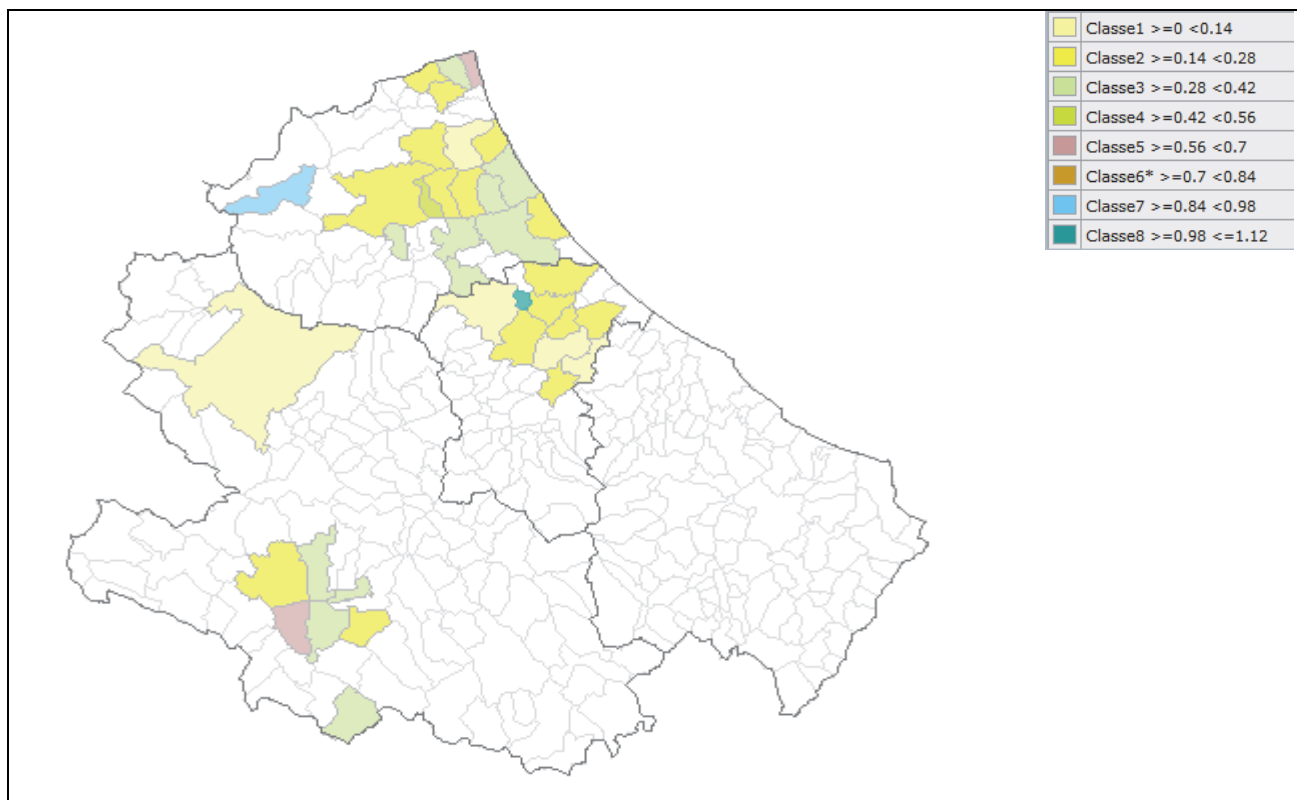 Classe1 >=0 <0.14
Classe2 >=0.14 <0.28
Classe3 >=0.28 <0.42
Classe4 >=0.42 <0.56
Classe5 >=0.56 <0.7
Classe6* >=0.7 <0.84
Classe7 >=0.84 <0.98
Classe8 >=0.98 <=1.12